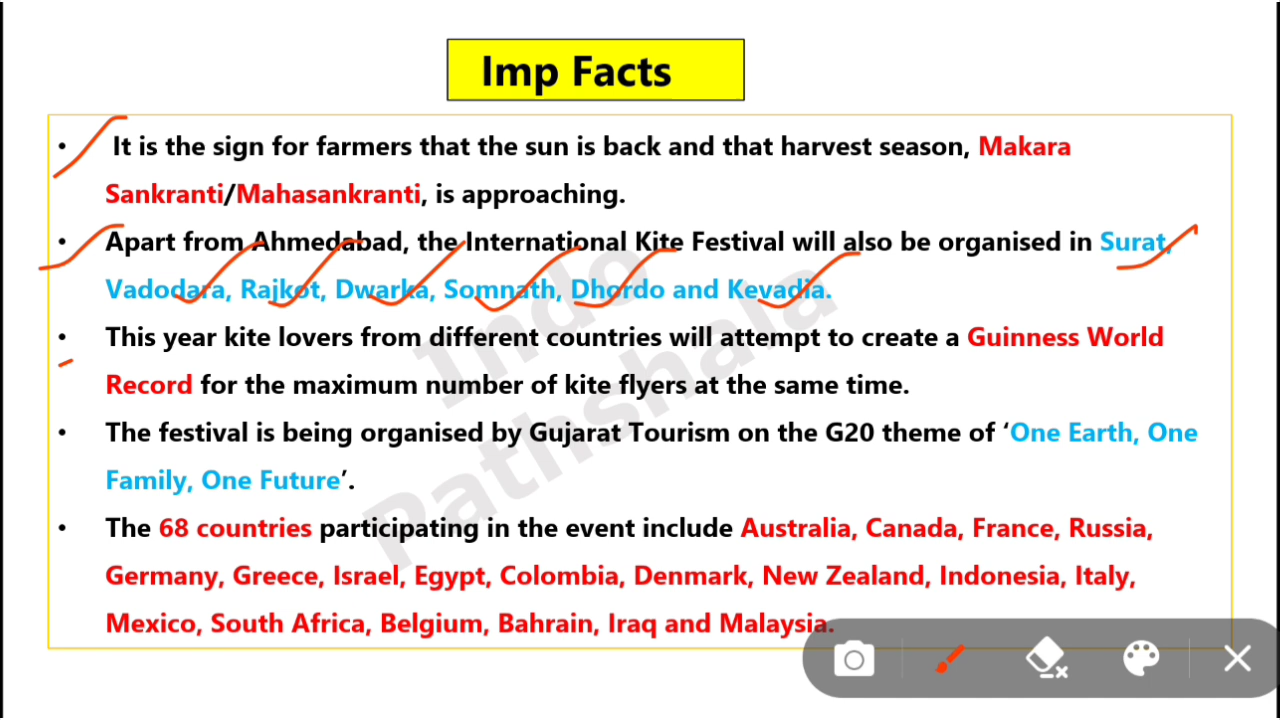 Imp Facts
• It is the sign for farmers that the sun is back and that harvest season, Makara
Sankranti/Mahasankranti, is approaching.
• Apart from Ahmedabad, the International Kite Festival will also be organised in Surat,
Vadodara, Rajkot, Dwarka, Somnath, Dhordo and Kevadia.
• This year kite lovers from different countries will attempt to create a Guinness World
Record for the maximum number of kite flyers at the same time.
• The festival is being organised by Gujarat Tourism on the G20 theme of ‘One Earth, One
Family, One Future’.
• The 68 countries participating in the event include Australia, Canada, France, Russia,
Germany, Greece, Israel, Egypt, Colombia, Denmark, New Zealand, Indonesia, Italy,
Mexico, South Africa, Belgium, Bahrain, Iraq and Malaysia.
Indo
Pathshala